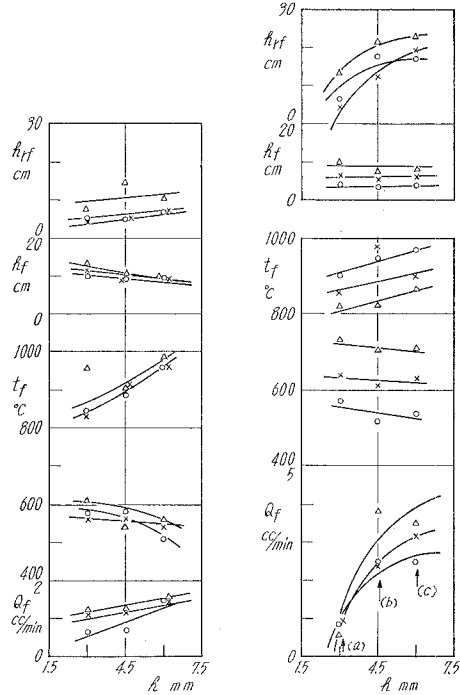 30
h_rf
cm
0
20
h_f
cm
0
1000
t_f
°C
800
600
400
2
Q_f
cc/min
0
1.5
4.5
7.5
h mm
h_rf
cm
0
20
h_f
cm
0
1000
t_f
°C
800
600
400
5
Q_f
cc/min
(b)
(c)
(a)
0
1.5
4.5
7.5
h mm